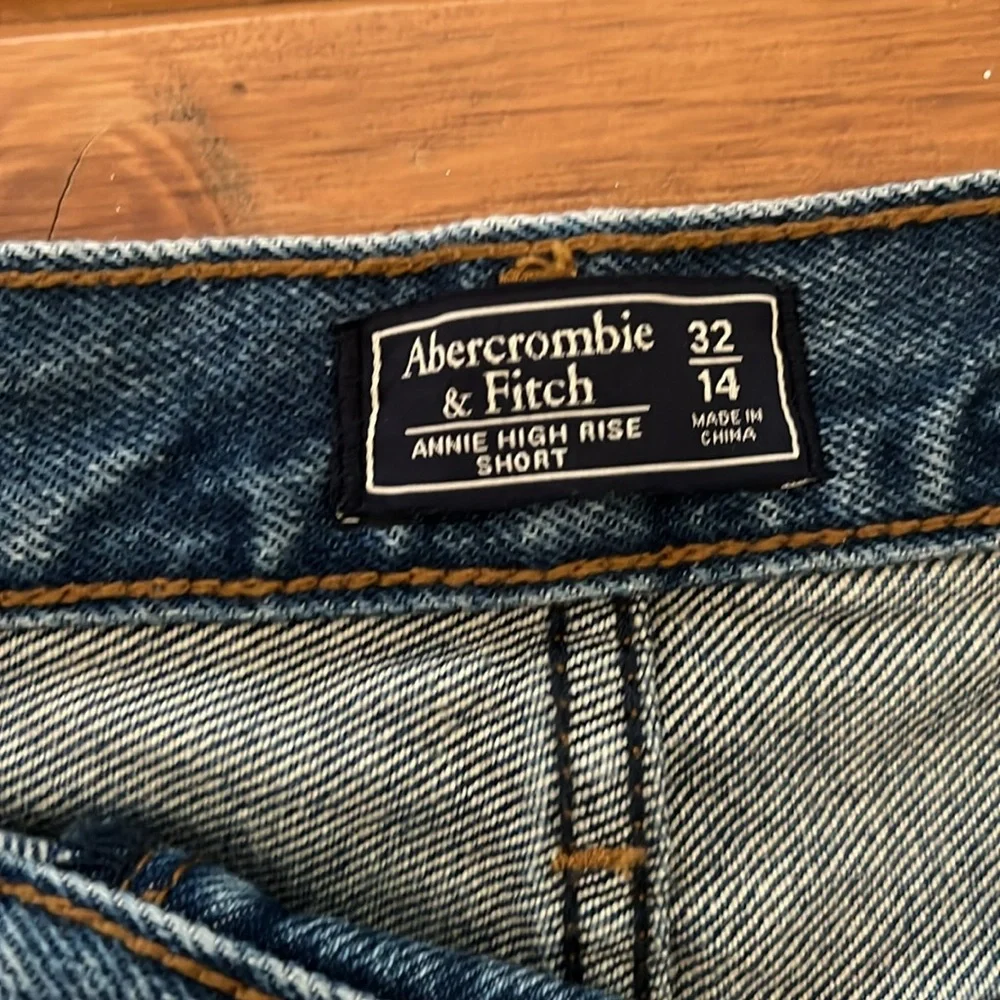 Abercrombie
& Fitch
ANNIE HIGH RISE
SHORT
32
14
MADE IN
CHINA